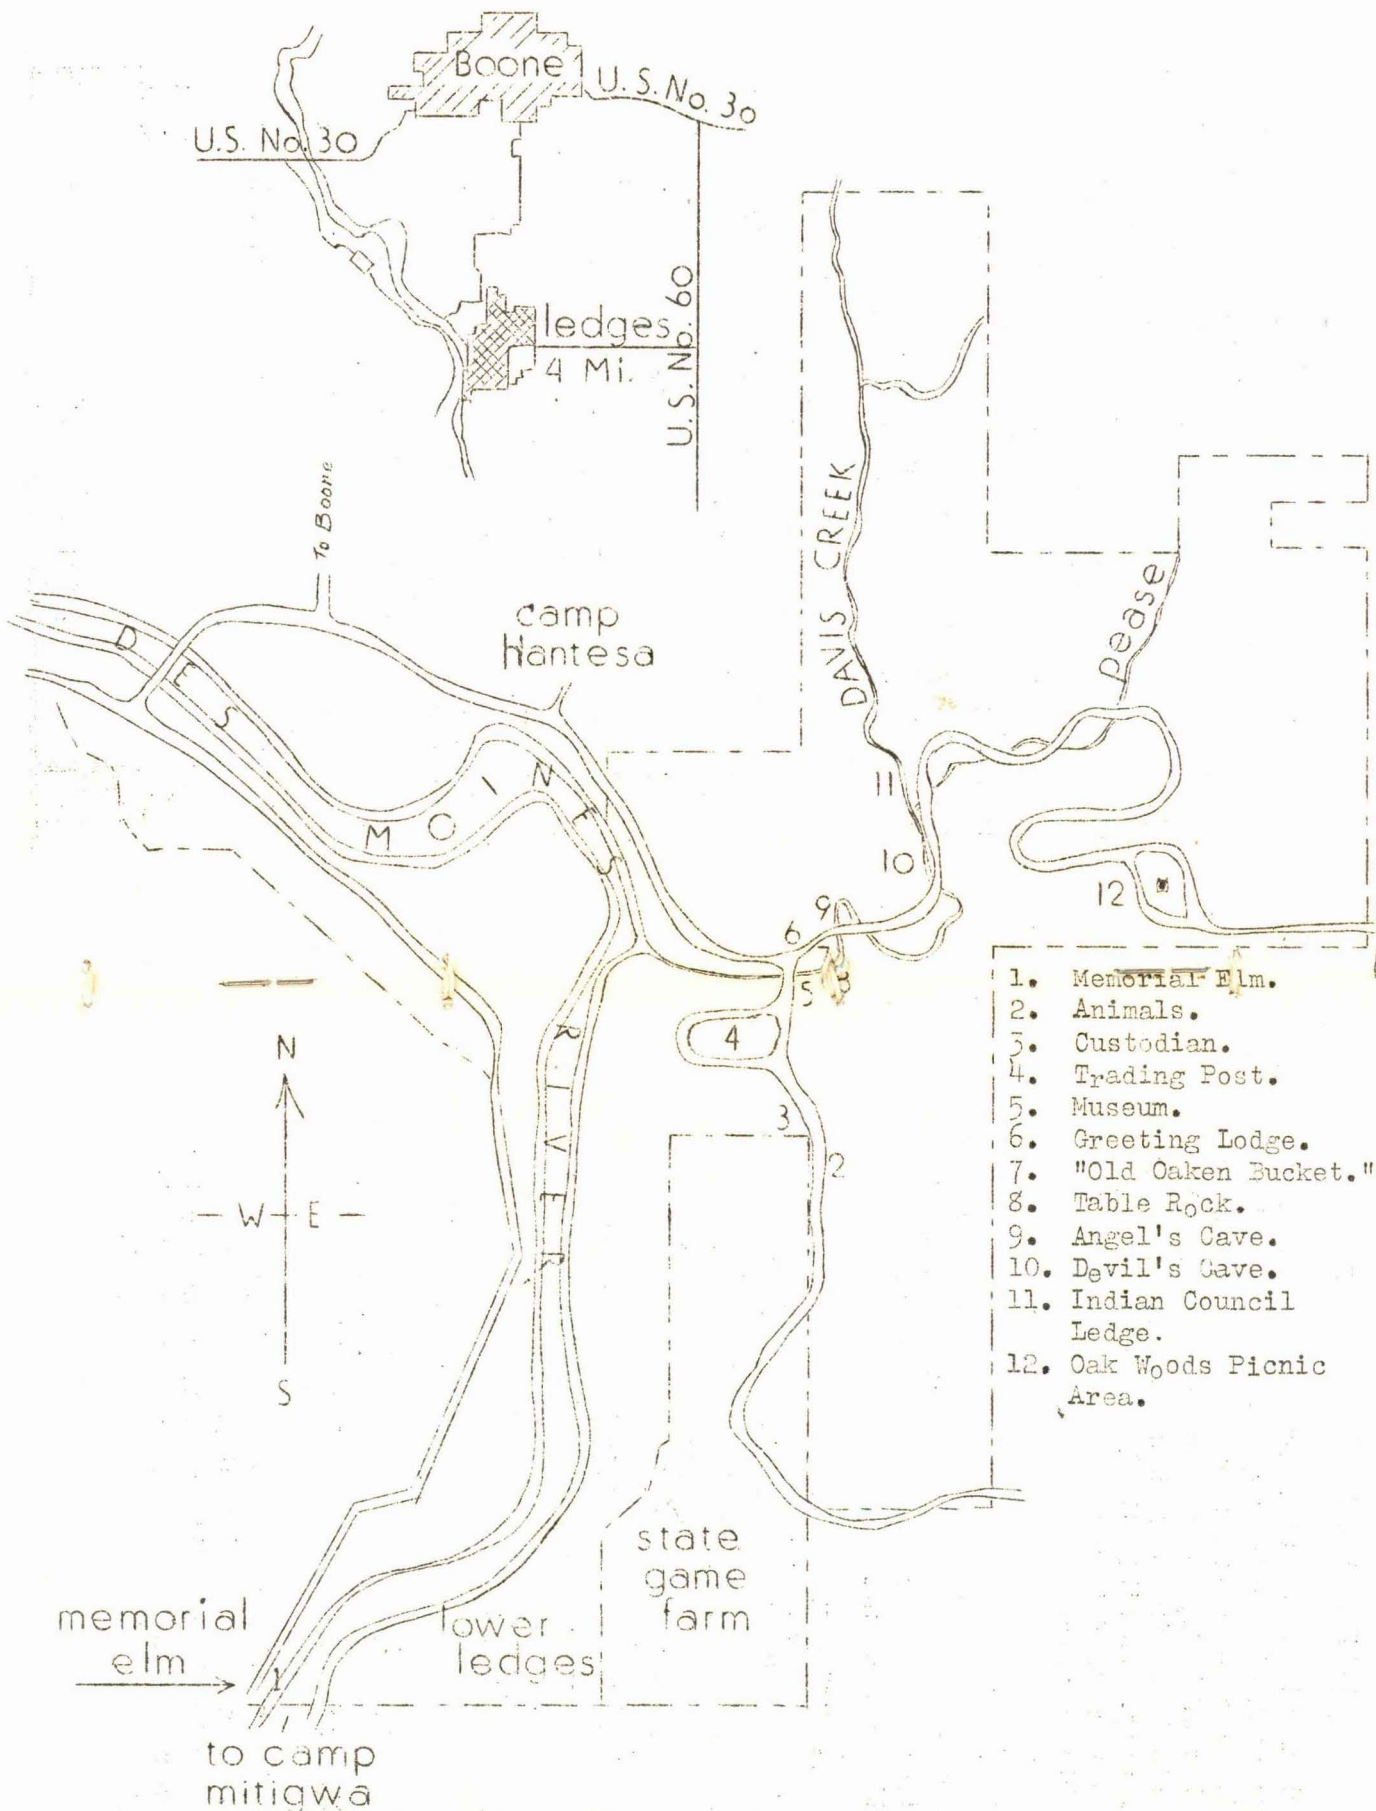 Boone
U.S. No. 30
U.S. No. 30
ledges
4 Mi.
U.S. No. 60
To Boone
camp
Hantesa
DAVIS CREEK
pease
DES MOINES
RIVER
11
10
12
9
6
7
8
5
4
3
2
N
W E
S
1. Memorial Elm.
2. Animals.
3. Custodian.
4. Trading Post.
5. Museum.
6. Greeting Lodge.
7. "Old Oaken Bucket."
8. Table Rock.
9. Angel's Cave.
10. Devil's Cave.
11. Indian Council
Ledge.
12. Oak Woods Picnic
Area.
state
game
farm
memorial
elm
1
lower
ledges
to camp
mitigwa